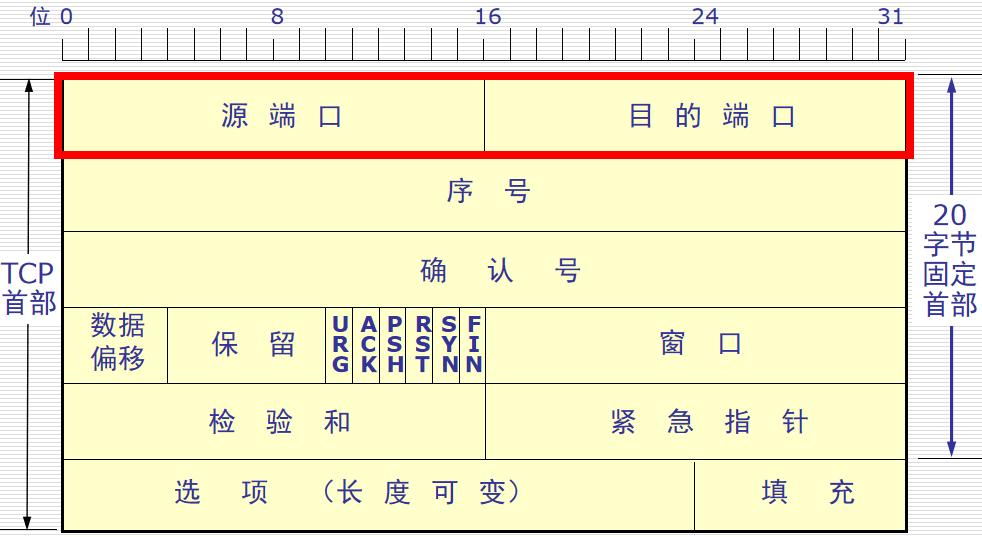 位 0 8 16 24 31
源 端 口 目 的 端 口
序 号
确 认 号
TCP
首部
20
字节
固定
首部
数据
偏移
保 留
URG
ACK
PSH
RST
SYN
FIN
窗 口
检 验 和 紧 急 指 针
选 项 （长 度 可 变） 填 充